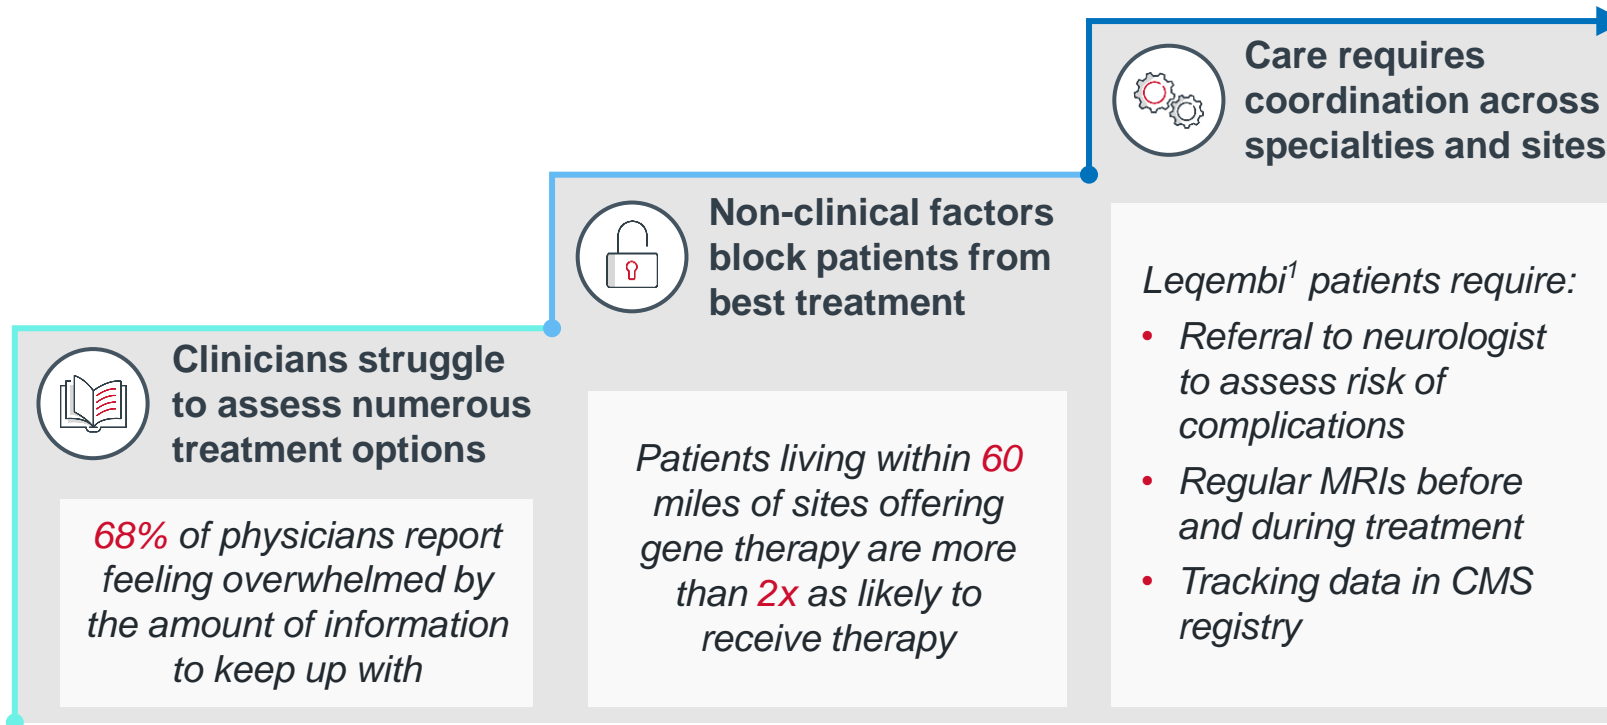 Clinicians struggle
to assess numerous
treatment options
68% of physicians report
feeling overwhelmed by
the amount of information
to keep up with
Non-clinical factors
block patients from
best treatment
Patients living within 60
miles of sites offering
gene therapy are more
than 2x as likely to
receive therapy
Care requires
coordination across
specialties and sites
Leqembi¹ patients require:
• Referral to neurologist
to assess risk of
complications
• Regular MRIs before
and during treatment
• Tracking data in CMS
registry